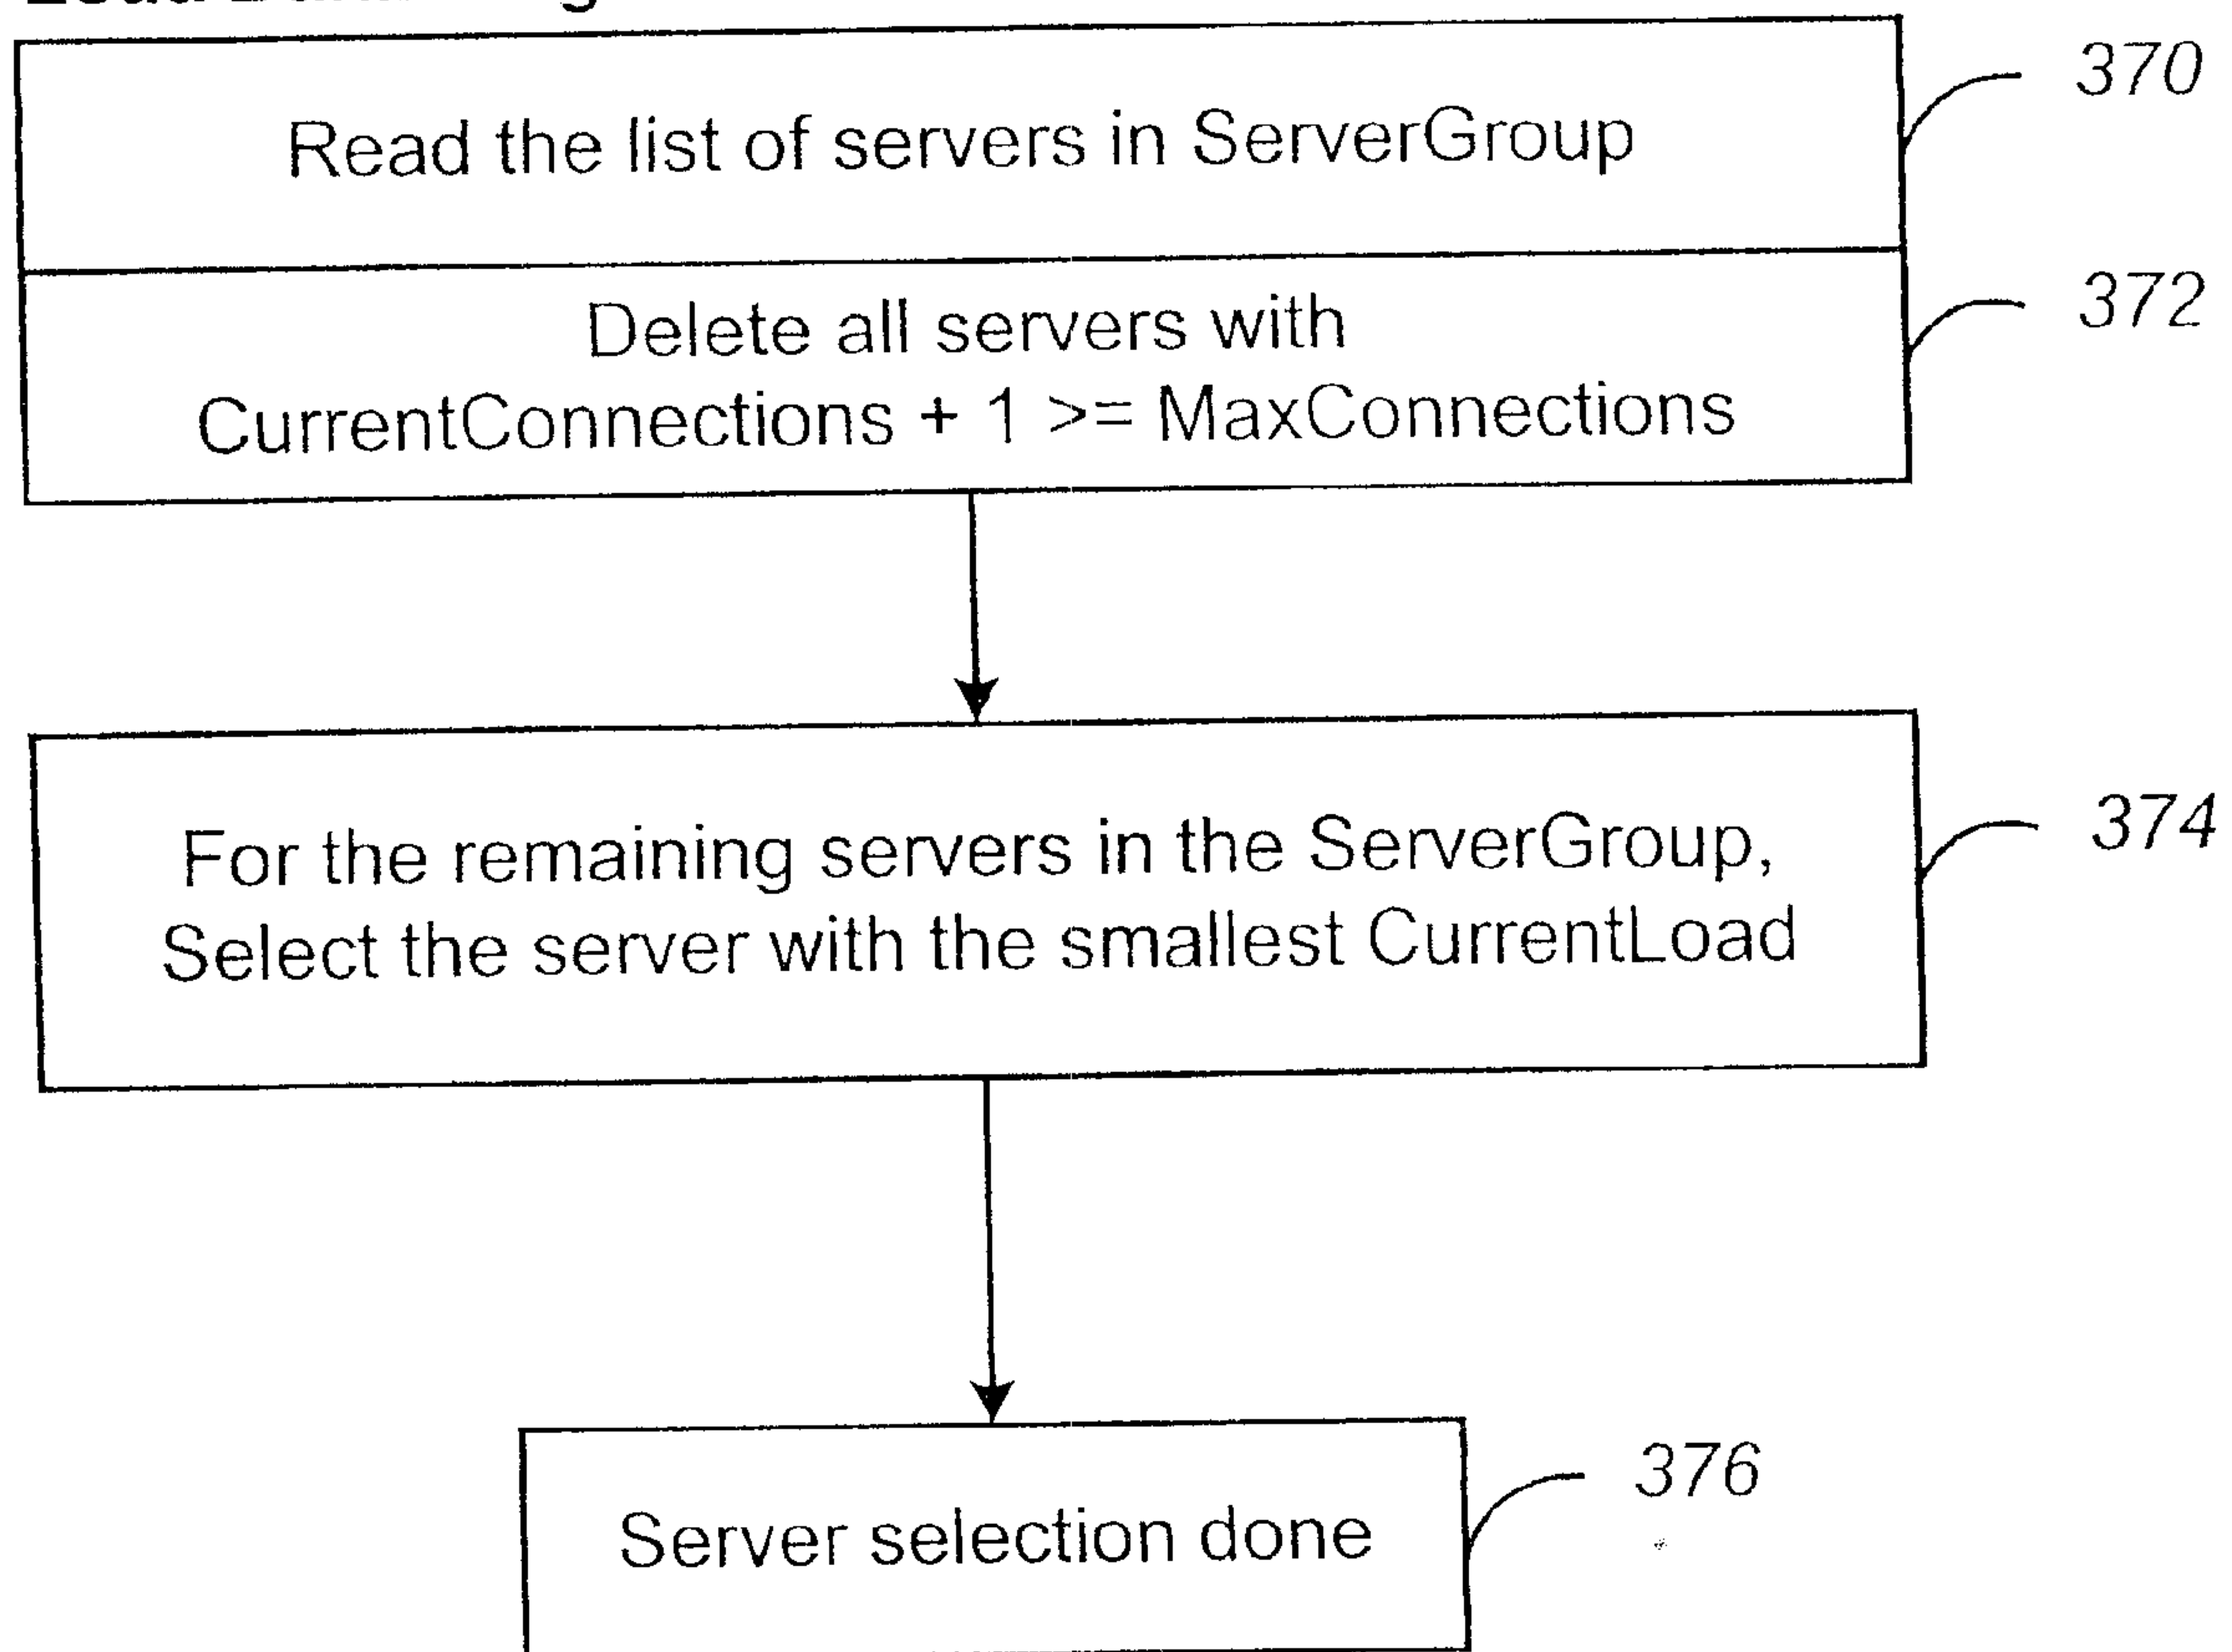 Read the list of servers in ServerGroup
370
Delete all servers with
CurrentConnections + 1 >= MaxConnections
372
For the remaining servers in the ServerGroup,
Select the server with the smallest CurrentLoad
374
Server selection done
376